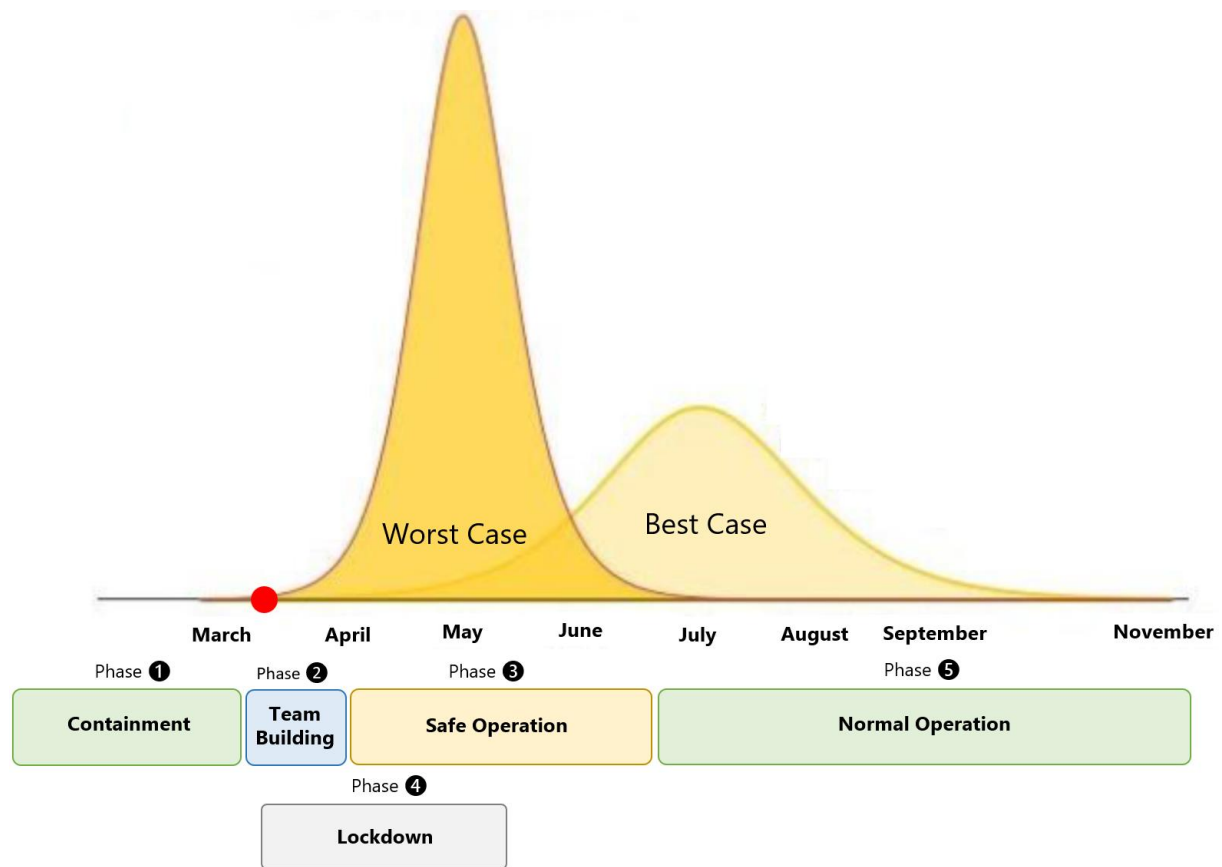 Worst Case
Best Case
March April May June July August September November
Phase 1 Phase 2 Phase 3 Phase 5
Containment
Team
Building
Safe Operation
Normal Operation
Phase 4
Lockdown